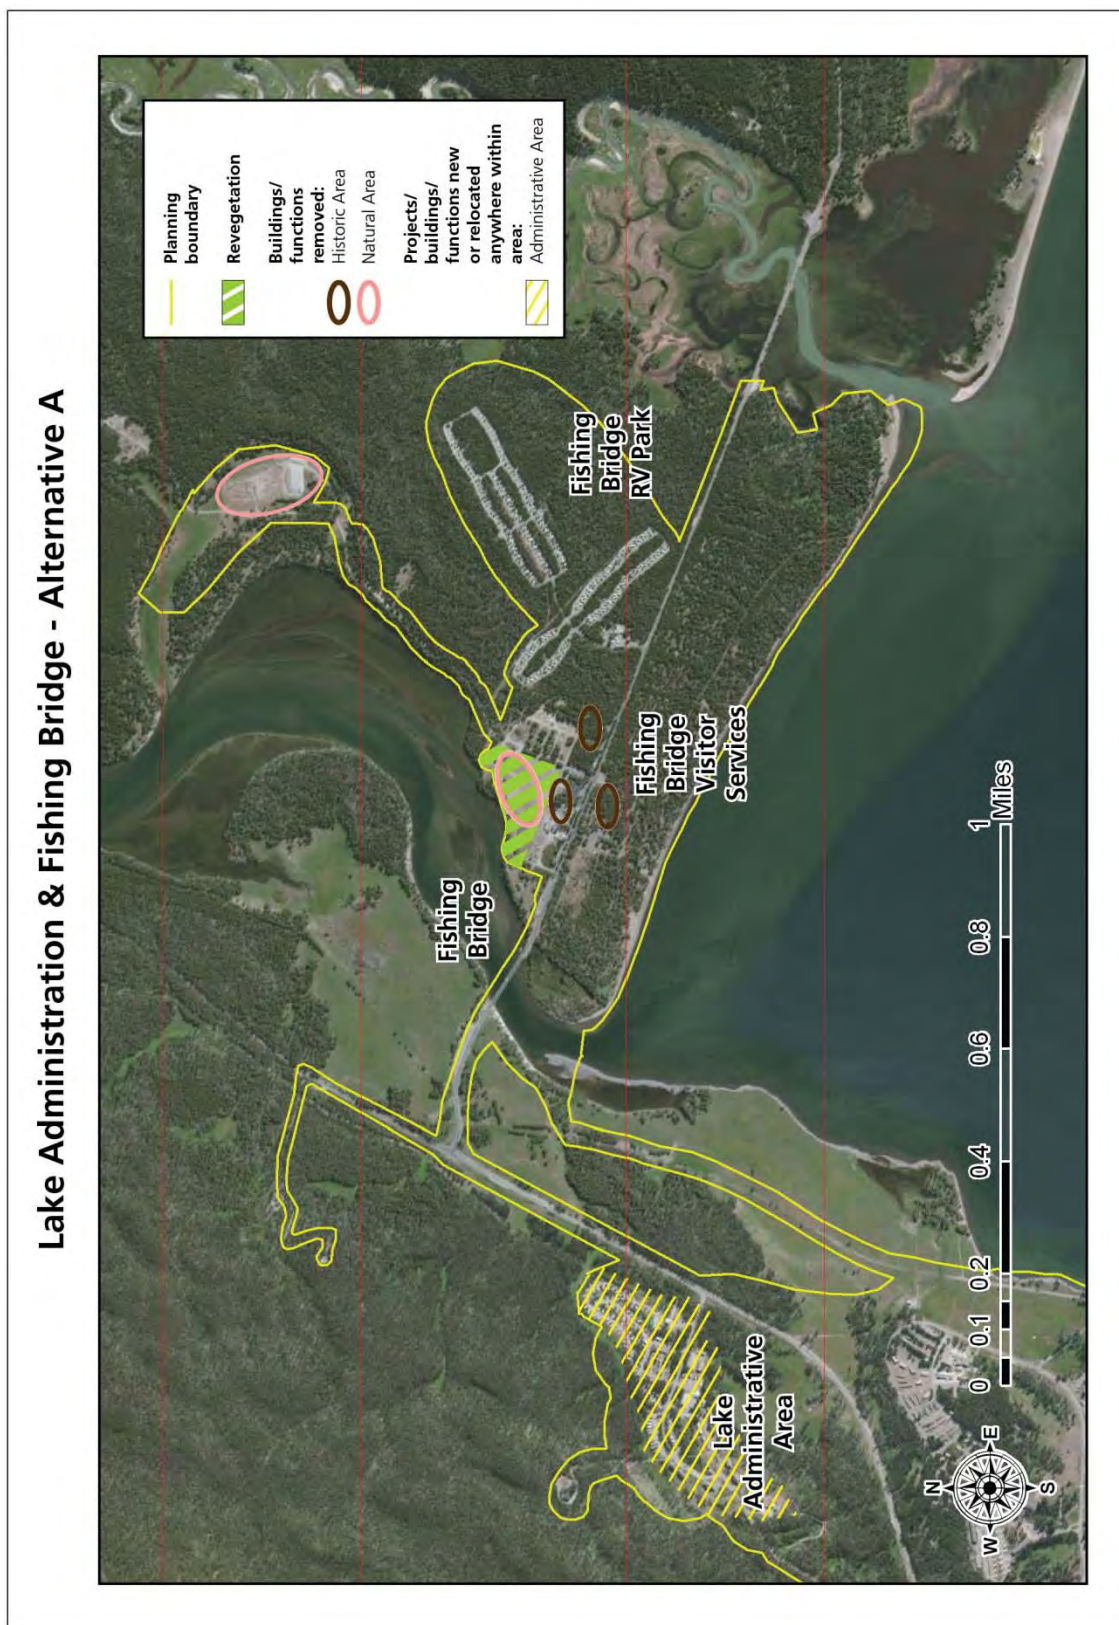 Lake Administration & Fishing Bridge - Alternative A
Planning
boundary
Revegetation
Buildings/
functions
removed:
Historic Area
Natural Area
Projects/
buildings/
functions new
or relocated
anywhere within
area:
Administrative Area
Fishing
Bridge
RV Park
Fishing
Bridge
Fishing
Bridge
Visitor
Services
Lake
Administrative
Area
N
W
E
S
0 0.1 0.2 0.4 0.6 0.8 1
Miles